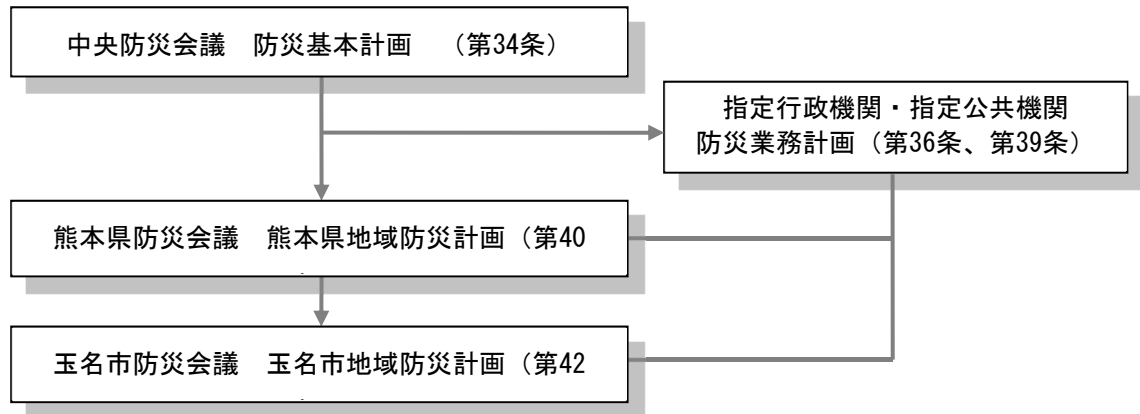 中央防災会議　防災基本計画　（第34条）
指定行政機関・指定公共機関
防災業務計画（第36条、第39条）
熊本県防災会議　熊本県地域防災計画（第40
玉名市防災会議　玉名市地域防災計画（第42